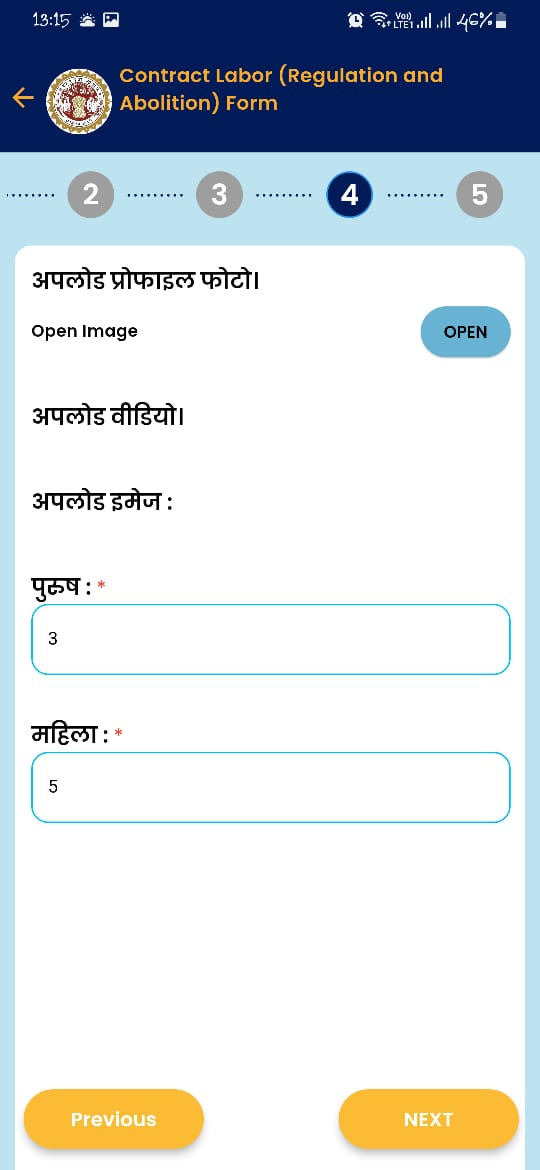 13:15
Vo))
LTE1
46%
Contract Labor (Regulation and
Abolition) Form
2
3
4
5
अपलोड प्रोफाइल फोटो।
Open Image
OPEN
अपलोड वीडियो।
अपलोड इमेज :
पुरुष : *
3
महिला : *
5
Previous
NEXT